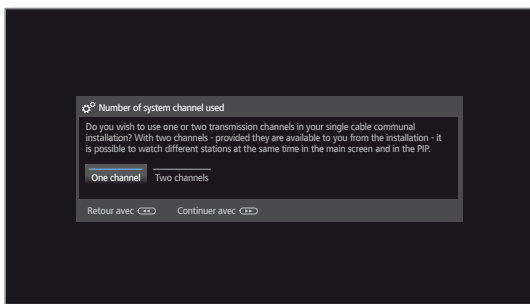 Number of system channel used
Do you wish to use one or two transmission channels in your single cable communal
installation? With two channels - provided they are available to you from the installation - it
is possible to watch different stations at the same time in the main screen and in the PIP.
One channel Two channels
Retour avec Continuer avec